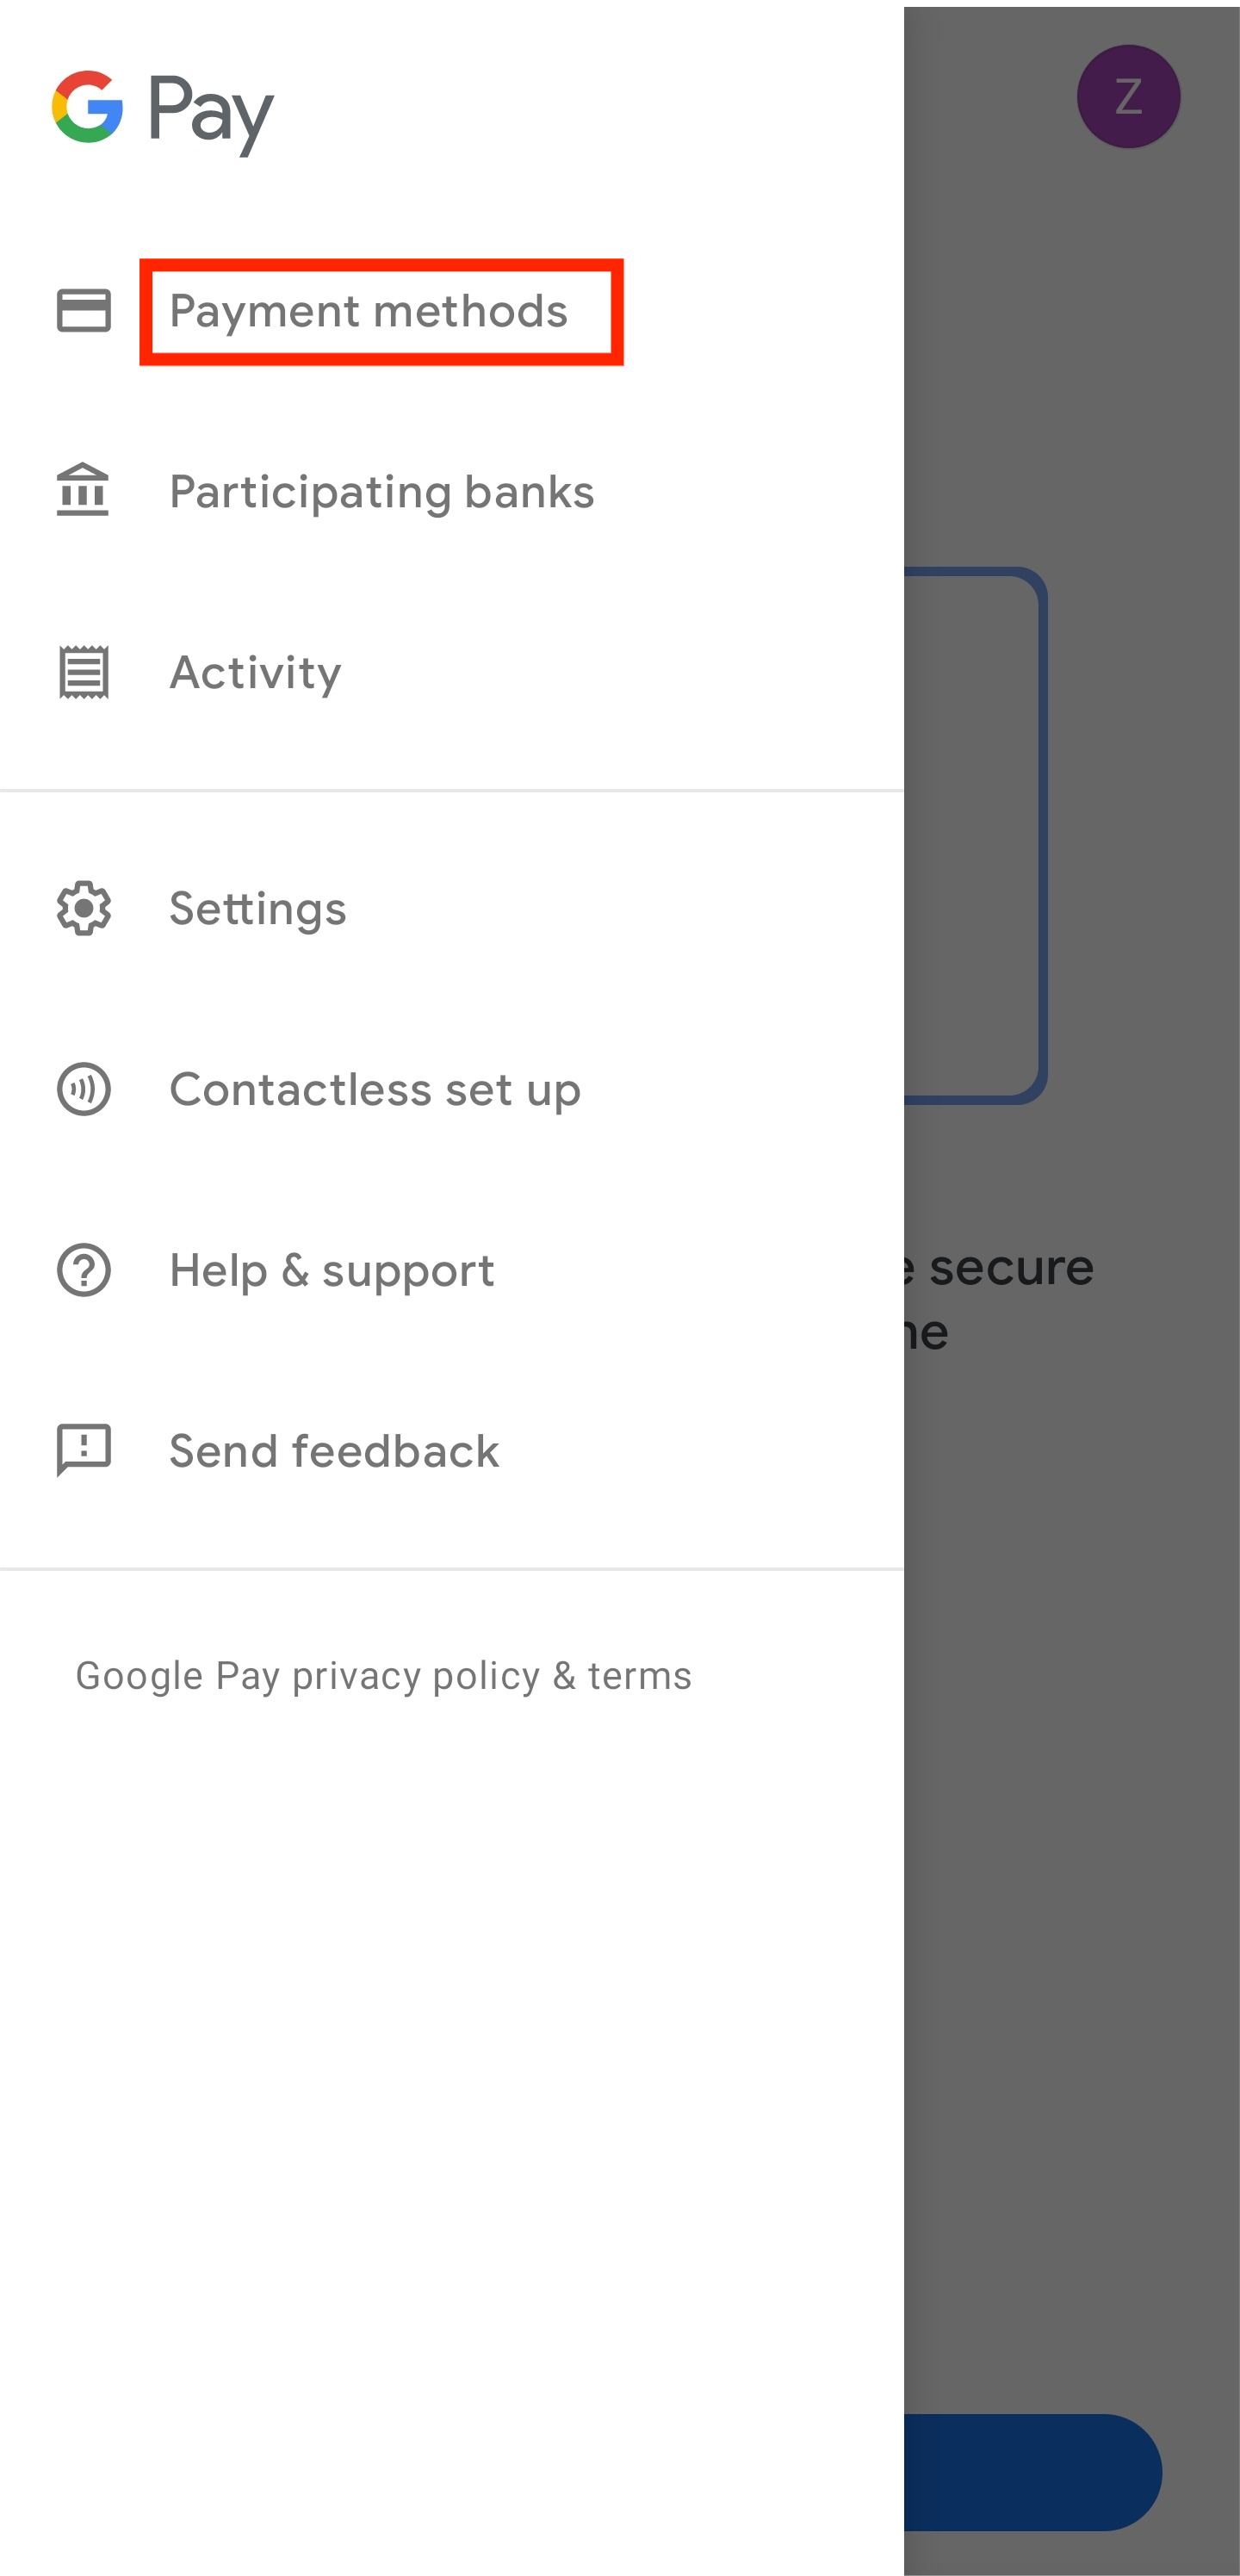 G Pay
Z
Payment methods
Participating banks
Activity
Settings
Contactless set up
Help & support
secure
Send feedback
Google Pay privacy policy & terms